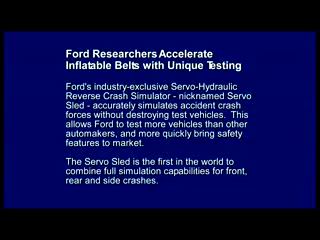 Ford Researchers Accelerate
Inflatable Belts with Unique Testing
Ford's industry-exclusive Servo-Hydraulic
Reverse Crash Simulator - nicknamed Servo
Sled - accurately simulates accident crash
forces without destroying test vehicles.  This
allows Ford to test more vehicles than other
automakers, and more quickly bring safety
features to market.
The Servo Sled is the first in the world to
combine full simulation capabilities for front,
rear and side crashes.